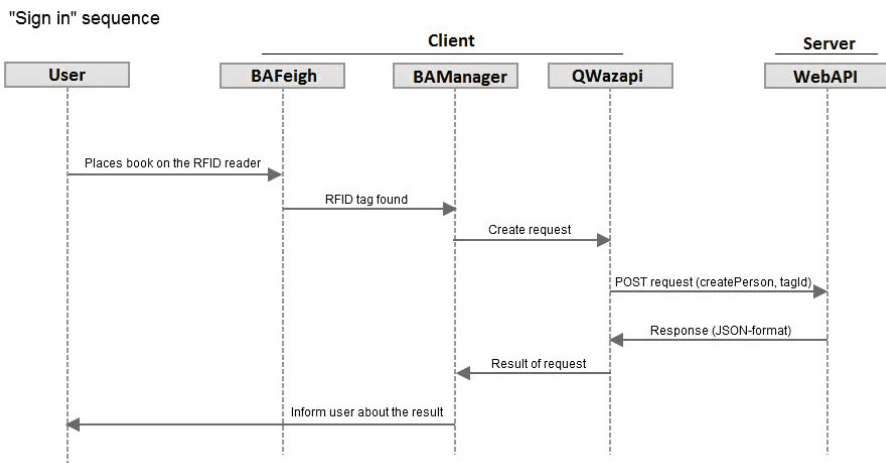 "Sign in" sequence
Client
Server
User
BAFeigh
BAManager
QWazapi
WebAPI
Places book on the RFID reader
RFID tag found
Create request
POST request (createPerson, tagId)
Response (JSON-format)
Result of request
Inform user about the result